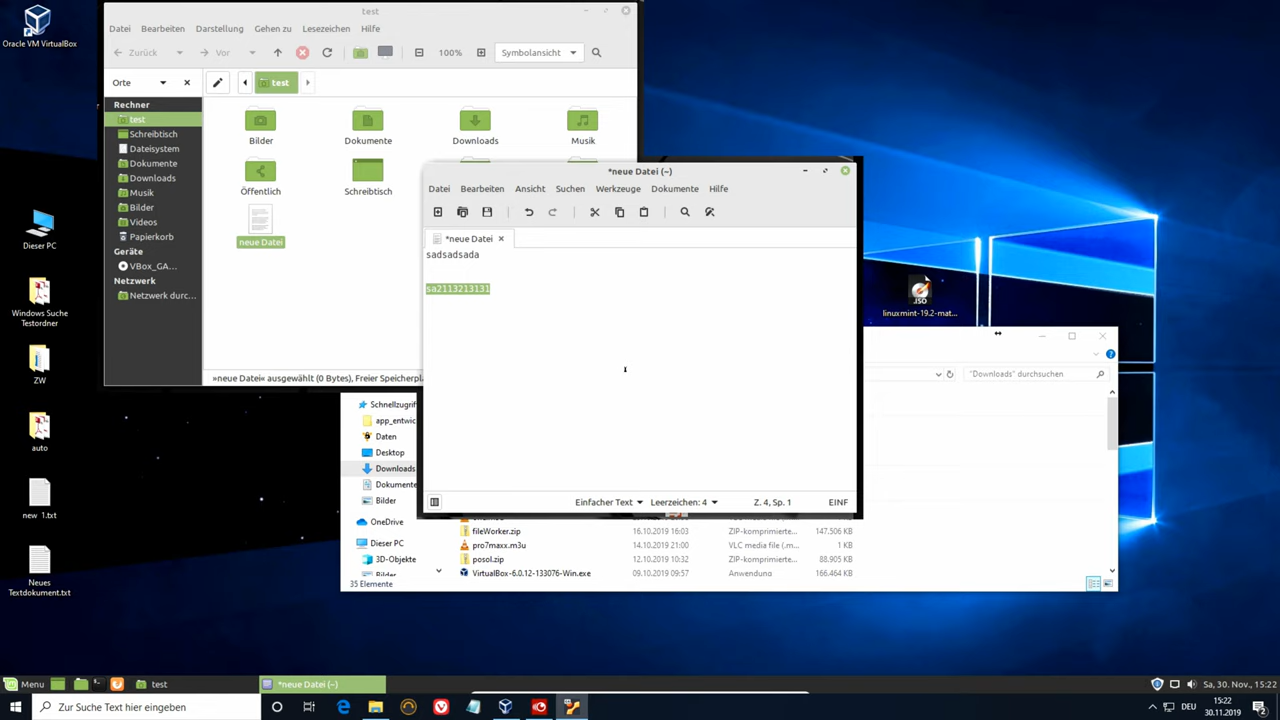 Oracle VM VirtualBox
Dieser PC
Windows Suche
Testordner
ZW
auto
new_1.txt
Neues
Textdokument.txt
test
Datei Bearbeiten Darstellung Gehen zu Lesezeichen Hilfe
Zurück Vor 100% Symbolansicht
Orte test
Rechner
test
Schreibtisch
Dateisystem
Dokumente
Downloads
Musik
Bilder
Videos
Papierkorb
Geräte
VBox_GA...
Netzwerk
Netzwerk durc...
Bilder Dokumente Downloads Musik
Öffentlich Schreibtisch
neue Datei
»neue Datei« ausgewählt (0 Bytes), Freier Speicherpl
*neue Datei (~)
Datei Bearbeiten Ansicht Suchen Werkzeuge Dokumente Hilfe
*neue Datei
sadsadsada
sa2113213131
Einfacher Text Leerzeichen: 4 Z. 4, Sp. 1 EINF
.ISO
linuxmint-19.2-mat...
"Downloads" durchsuchen
Schnellzugriff
app_entwic
Daten
Desktop
Downloads
Dokumente
Bilder
OneDrive
Dieser PC
3D-Objekte
Bilder
fileWorker.zip 16.10.2019 16:03 ZIP-komprimierte... 147.506 KB
pro7maxx.m3u 14.10.2019 21:00 VLC media file (.m... 1 KB
posol.zip 12.10.2019 10:32 ZIP-komprimierte... 88.905 KB
VirtualBox-6.0.12-133076-Win.exe 09.10.2019 09:57 Anwendung 166.464 KB
35 Elemente
Menu test *neue Datei (~) Sa, 30. Nov., 15:22
Zur Suche Text hier eingeben DEU 15:22
30.11.2019 2